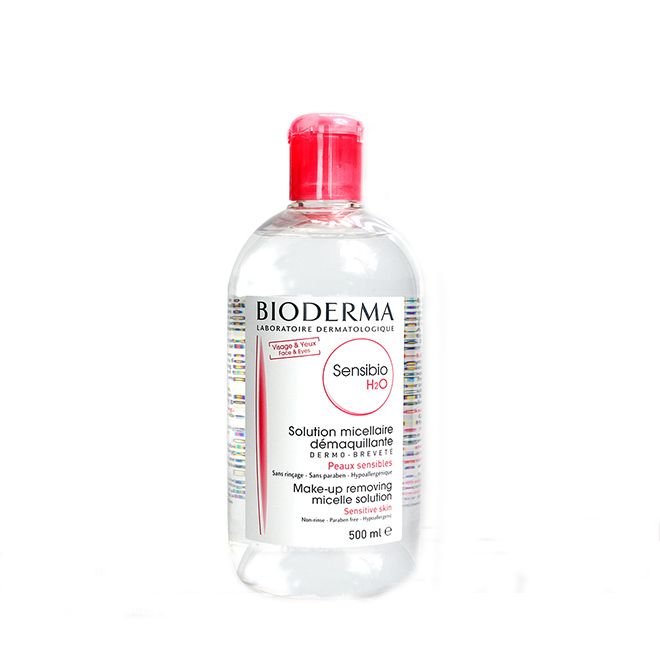 BIODERMA
LABORATOIRE DERMATOLOGIQUE
Visage & Yeux
Face & Eyes
Sensibio
H2O
Solution micellaire
démaquillante
DERMO-BREVETÉ
Peaux sensibles
Sans rinçage - Sans paraben - Hypoallergénique
Make-up removing
micelle solution
Sensitive skin
Non-rinse - Paraben free - Hypoallergenic
500 ml ℮